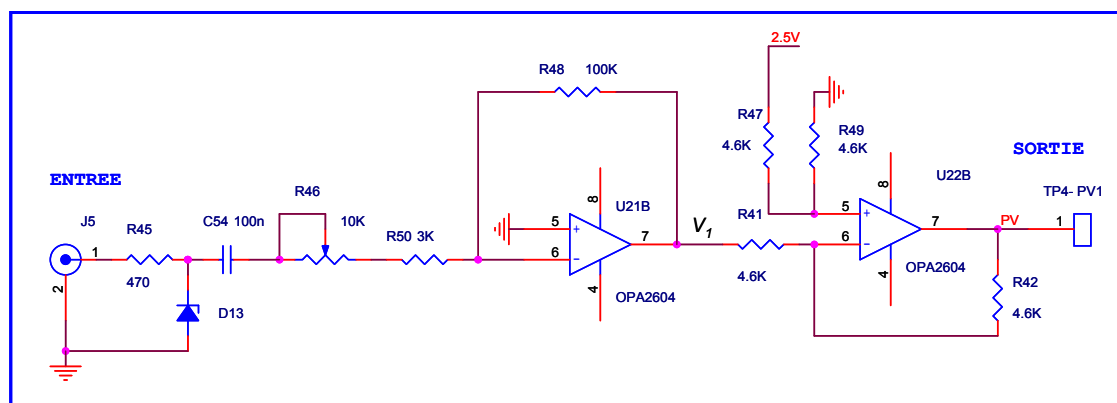 2.5V
R48 100K
R47
4.6K
R49
4.6K
SORTIE
ENTREE
J5
1
2
R45
470
C54 100n
R46
10K
R50 3K
8
U21B
5
+
6
−
7
4
OPA2604
V1
R41
4.6K
8
U22B
5
+
6
−
7
4
OPA2604
PV
TP4- PV1
1
R42
4.6K
D13